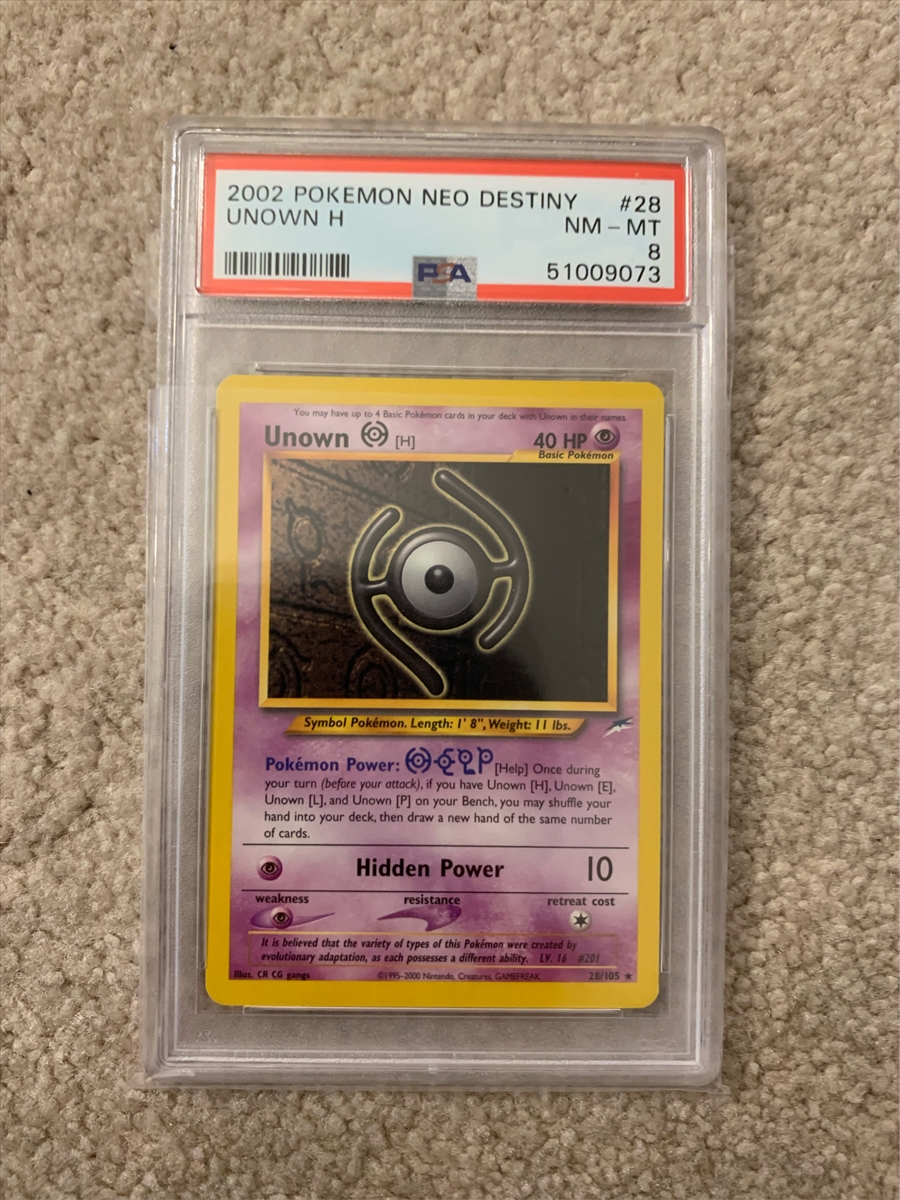 2002 POKEMON NEO DESTINY #28
UNOWN H NM - MT
8
PSA 51009073
You may have up to 4 Basic Pokémon cards in your deck with Unown in their names.
Unown [H] 40 HP
Basic Pokémon
Symbol Pokémon. Length: 1' 8", Weight: 11 lbs.
Pokémon Power: [Help] Once during
your turn (before your attack), if you have Unown [H], Unown [E],
Unown [L], and Unown [P] on your Bench, you may shuffle your
hand into your deck, then draw a new hand of the same number
of cards.
Hidden Power 10
weakness resistance retreat cost
It is believed that the variety of types of this Pokémon were created by
evolutionary adaptation, as each possesses a different ability. LV. 16 #201
Illus. CR CG gangs ©1995-2000 Nintendo, Creatures, GAMEFREAK. 28/105 ★